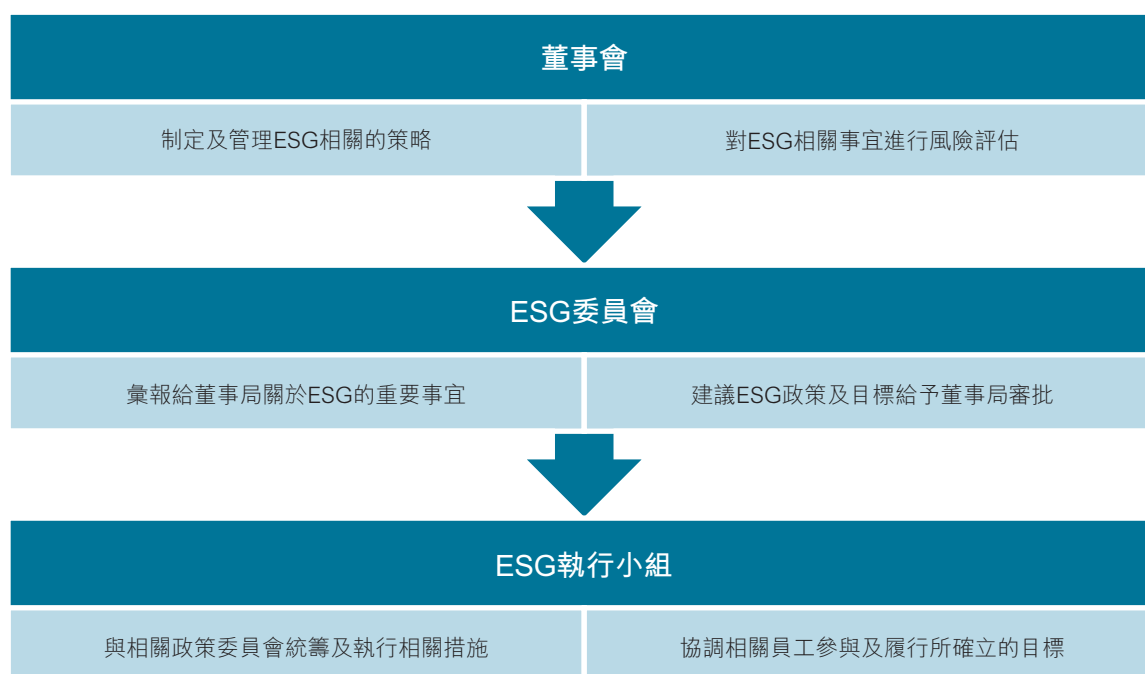 董事會
制定及管理ESG相關的策略
對ESG相關事宜進行風險評估
ESG委員會
彙報給董事局關於ESG的重要事宜
建議ESG政策及目標給予董事局審批
ESG執行小組
與相關政策委員會統籌及執行相關措施
協調相關員工參與及履行所確立的目標